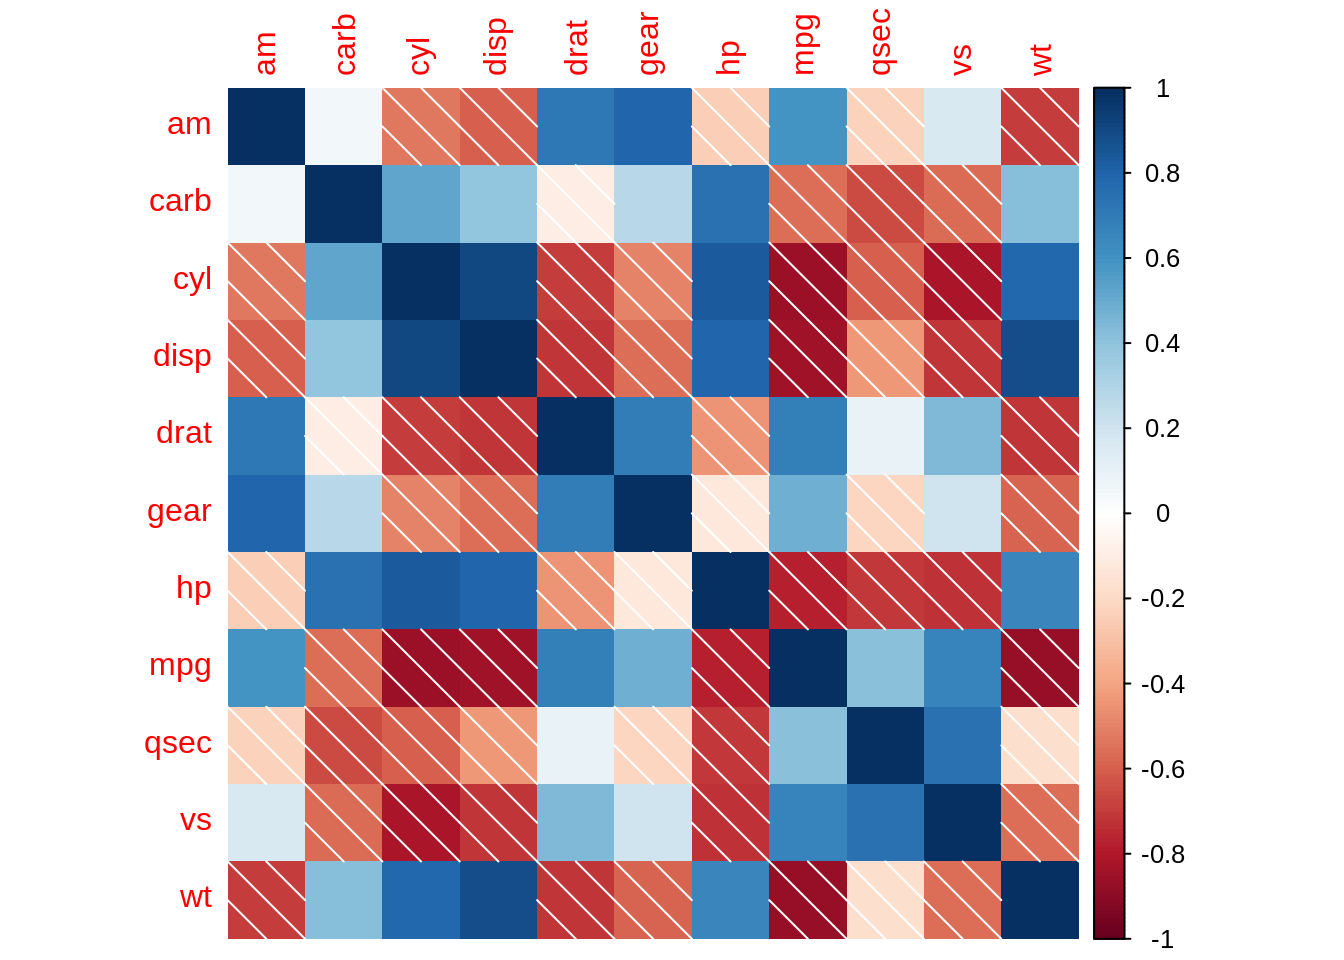 am carb cyl disp drat gear hp mpg qsec vs wt
am
carb
cyl
disp
drat
gear
hp
mpg
qsec
vs
wt
1
0.8
0.6
0.4
0.2
0
-0.2
-0.4
-0.6
-0.8
-1